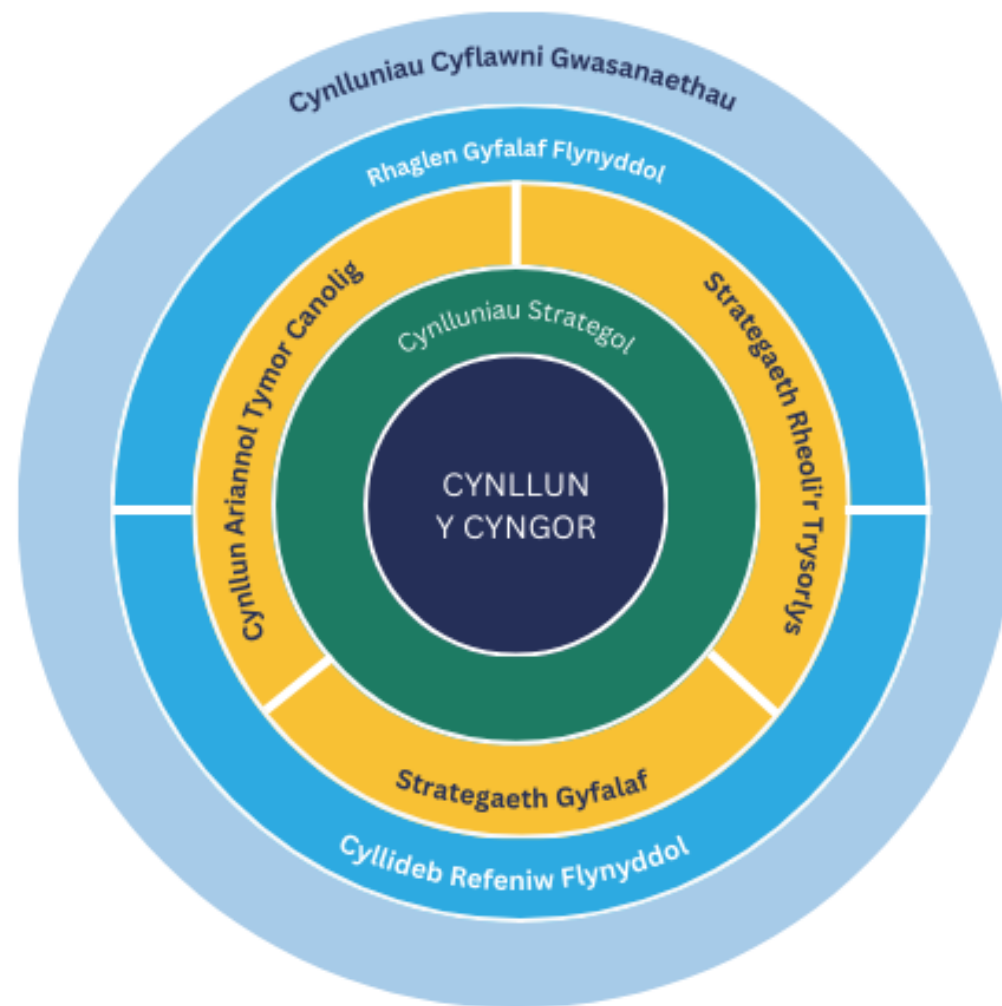 Cynlluniau Cyflawni Gwasanaethau
Rhaglen Gyfalaf Flynyddol
Cynllun Ariannol Tymor Canolig
Strategaeth Rheoli'r Trysorlys
Cynlluniau Strategol
CYNLLUN
Y CYNGOR
Strategaeth Gyfalaf
Cyllideb Refeniw Flynyddol